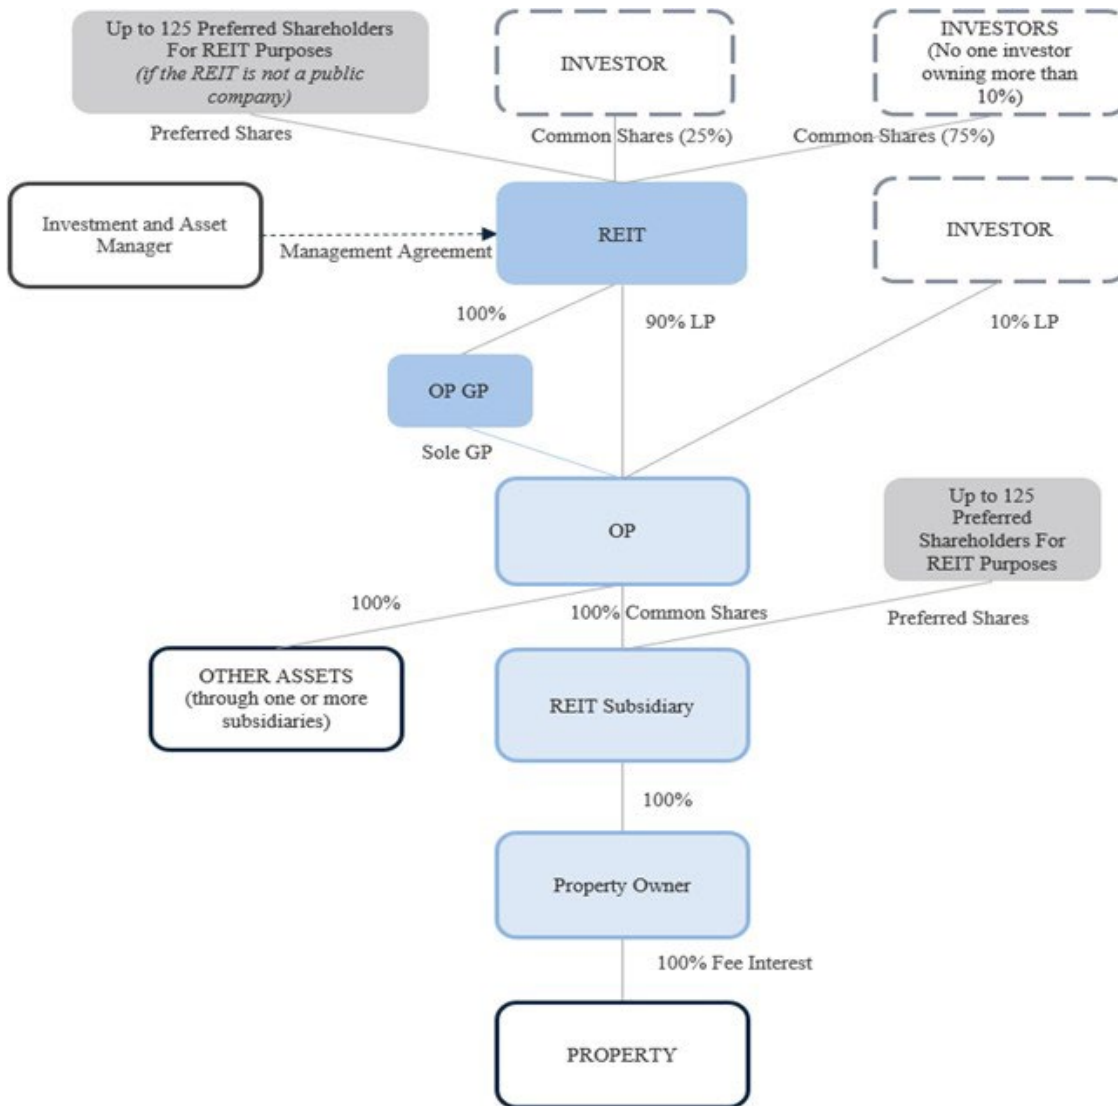 Up to 125 Preferred Shareholders
For REIT Purposes
(if the REIT is not a public
company)
INVESTOR
INVESTORS
(No one investor
owning more than
10%)
Preferred Shares
Common Shares (25%)
Common Shares (75%)
Investment and Asset
Manager
Management Agreement
REIT
INVESTOR
100%
90% LP
10% LP
OP GP
Sole GP
OP
Up to 125
Preferred
Shareholders For
REIT Purposes
100%
100% Common Shares
Preferred Shares
OTHER ASSETS
(through one or more
subsidiaries)
REIT Subsidiary
100%
Property Owner
100% Fee Interest
PROPERTY